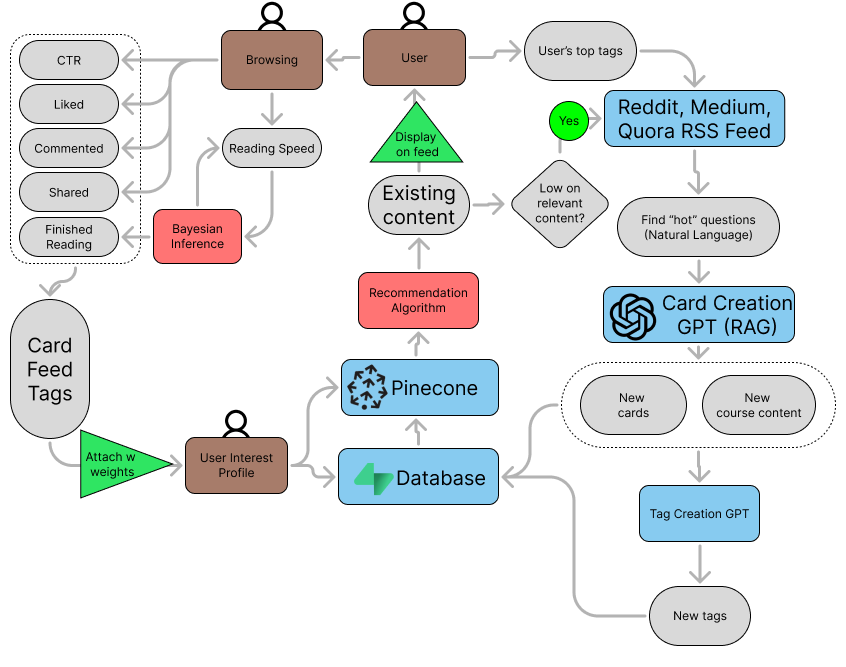 CTR
Liked
Commented
Shared
Finished
Reading
Browsing
User
User's top tags
Reading Speed
Bayesian
Inference
Display
on feed
Yes
Reddit, Medium,
Quora RSS Feed
Existing
content
Low on
relevant
content?
Find “hot” questions
(Natural Language)
Recommendation
Algorithm
Card Creation
GPT (RAG)
Card
Feed
Tags
Pinecone
New
cards
New
course content
Attach w
weights
User Interest
Profile
Database
Tag Creation GPT
New tags